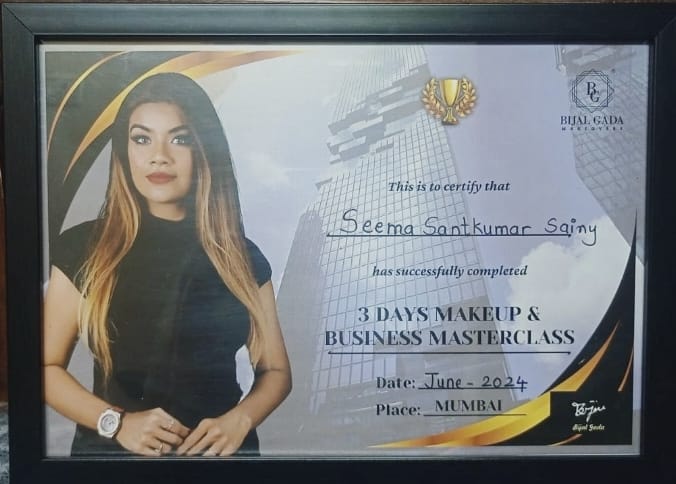 BG
BIJAL GADA
MAKEOVERS
This is to certify that
Seema Santkumar Sainy
has successfully completed
3 DAYS MAKEUP &
BUSINESS MASTERCLASS
Date: June - 2024
Place: MUMBAI
Bijal Gada